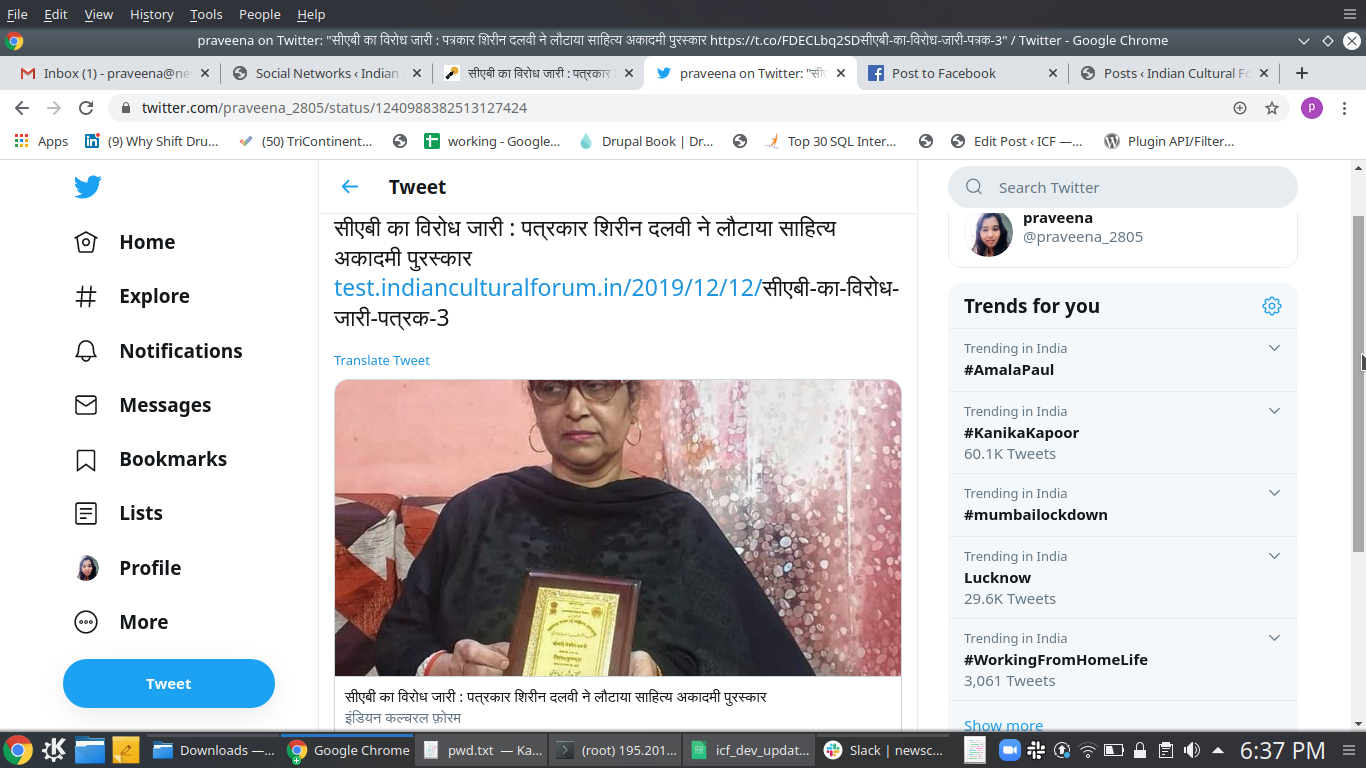 File Edit View History Tools People Help
praveena on Twitter: "सीएबी का विरोध जारी : पत्रकार शिरीन दलवी ने लौटाया साहित्य अकादमी पुरस्कार https://t.co/FDECLbq2SDसीएबी-का-विरोध-जारी-पत्रक-3" / Twitter - Google Chrome
Inbox (1) - praveena@ne
Social Networks ‹ Indian
सीएबी का विरोध जारी : पत्रकार
praveena on Twitter: "सी
Post to Facebook
Posts ‹ Indian Cultural Fo
twitter.com/praveena_2805/status/1240988382513127424
P
Apps
(9) Why Shift Dru...
(50) TriContinent...
working - Google...
Drupal Book | Dr...
Top 30 SQL Inter...
Edit Post ‹ ICF —...
Plugin API/Filter...
Home
Explore
Notifications
Messages
Bookmarks
Lists
Profile
More
Tweet
Tweet
सीएबी का विरोध जारी : पत्रकार शिरीन दलवी ने लौटाया साहित्य
अकादमी पुरस्कार
test.indianculturalforum.in/2019/12/12/सीएबी-का-विरोध-
जारी-पत्रक-3
Translate Tweet
सीएबी का विरोध जारी : पत्रकार शिरीन दलवी ने लौटाया साहित्य अकादमी पुरस्कार
इंडियन कल्चरल फ़ोरम
Search Twitter
praveena
@praveena_2805
Trends for you
Trending in India
#AmalaPaul
Trending in India
#KanikaKapoor
60.1K Tweets
Trending in India
#mumbailockdown
Trending in India
Lucknow
29.6K Tweets
Trending in India
#WorkingFromHomeLife
3,061 Tweets
Show more
Downloads —...
Google Chrome
pwd.txt — Ka...
(root) 195.201...
icf_dev_updat...
Slack | newsc...
6:37 PM